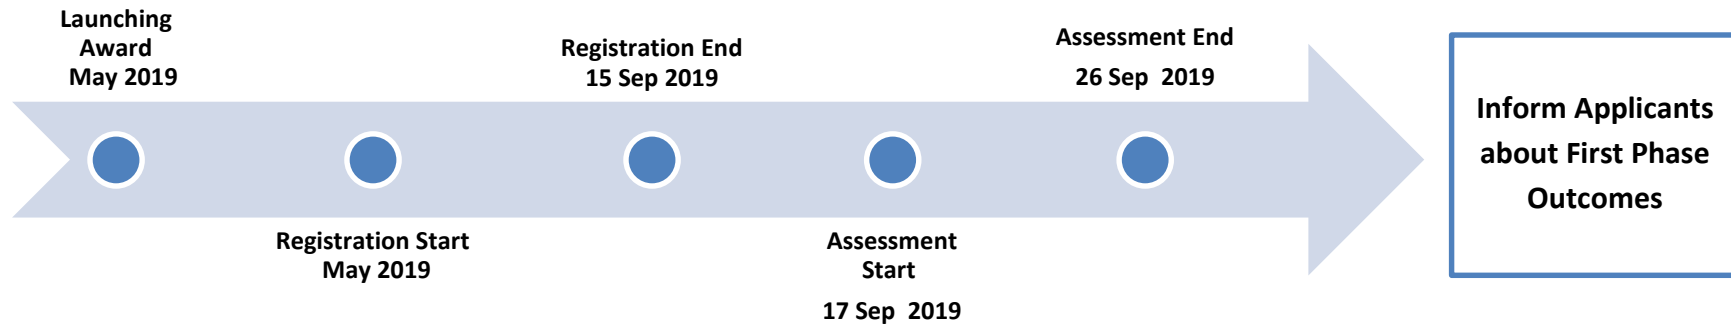 Launching
Award
May 2019
Registration Start
May 2019
Registration End
15 Sep 2019
Assessment
Start
17 Sep 2019
Assessment End
26 Sep 2019
Inform Applicants
about First Phase
Outcomes